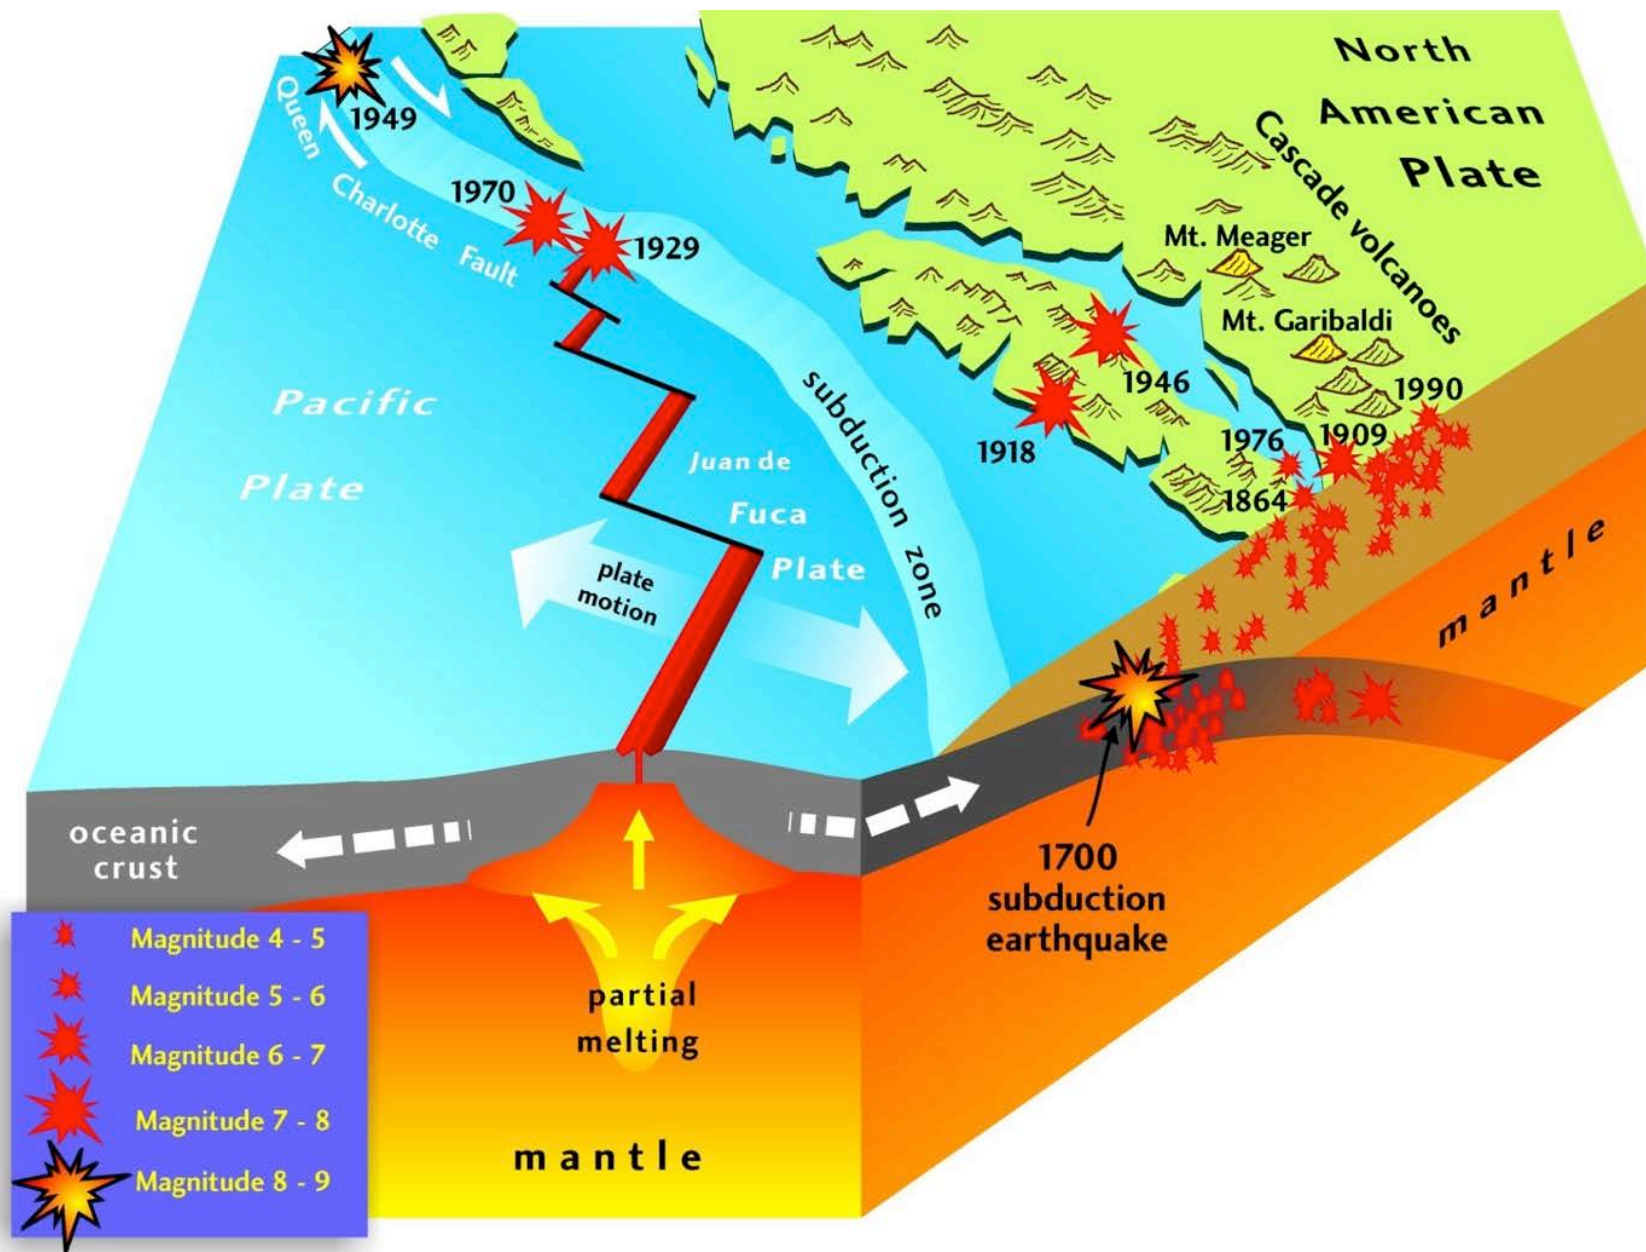 North
American
Plate
Cascade volcanoes
1949
Queen Charlotte Fault
1970
1929
Mt. Meager
Mt. Garibaldi
1946
1918
1990
1976
1909
1864
Pacific
Plate
subduction zone
Juan de
Fuca
Plate
plate
motion
mantle
oceanic
crust
1700
subduction
earthquake
partial
melting
mantle
Magnitude 4 - 5
Magnitude 5 - 6
Magnitude 6 - 7
Magnitude 7 - 8
Magnitude 8 - 9